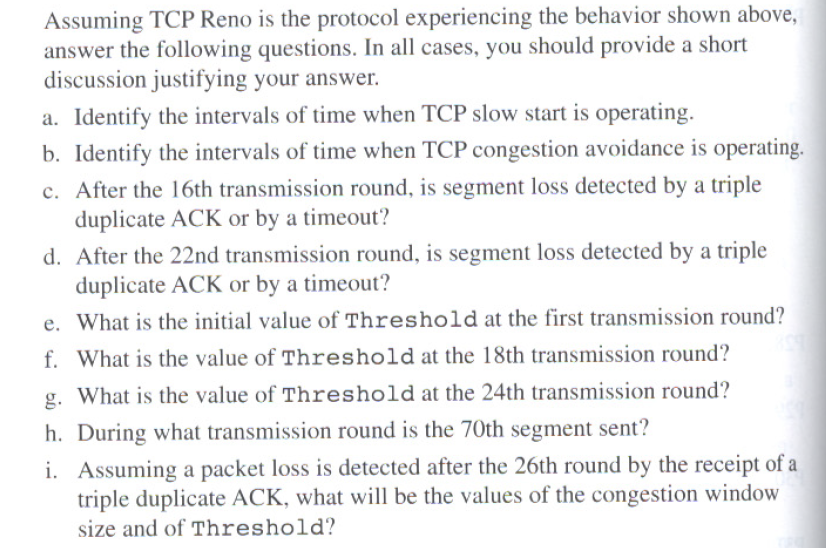 Assuming TCP Reno is the protocol experiencing the behavior shown above,
answer the following questions. In all cases, you should provide a short
discussion justifying your answer.
a. Identify the intervals of time when TCP slow start is operating.
b. Identify the intervals of time when TCP congestion avoidance is operating.
c. After the 16th transmission round, is segment loss detected by a triple
duplicate ACK or by a timeout?
d. After the 22nd transmission round, is segment loss detected by a triple
duplicate ACK or by a timeout?
e. What is the initial value of Threshold at the first transmission round?
f. What is the value of Threshold at the 18th transmission round?
g. What is the value of Threshold at the 24th transmission round?
h. During what transmission round is the 70th segment sent?
i. Assuming a packet loss is detected after the 26th round by the receipt of a
triple duplicate ACK, what will be the values of the congestion window
size and of Threshold?